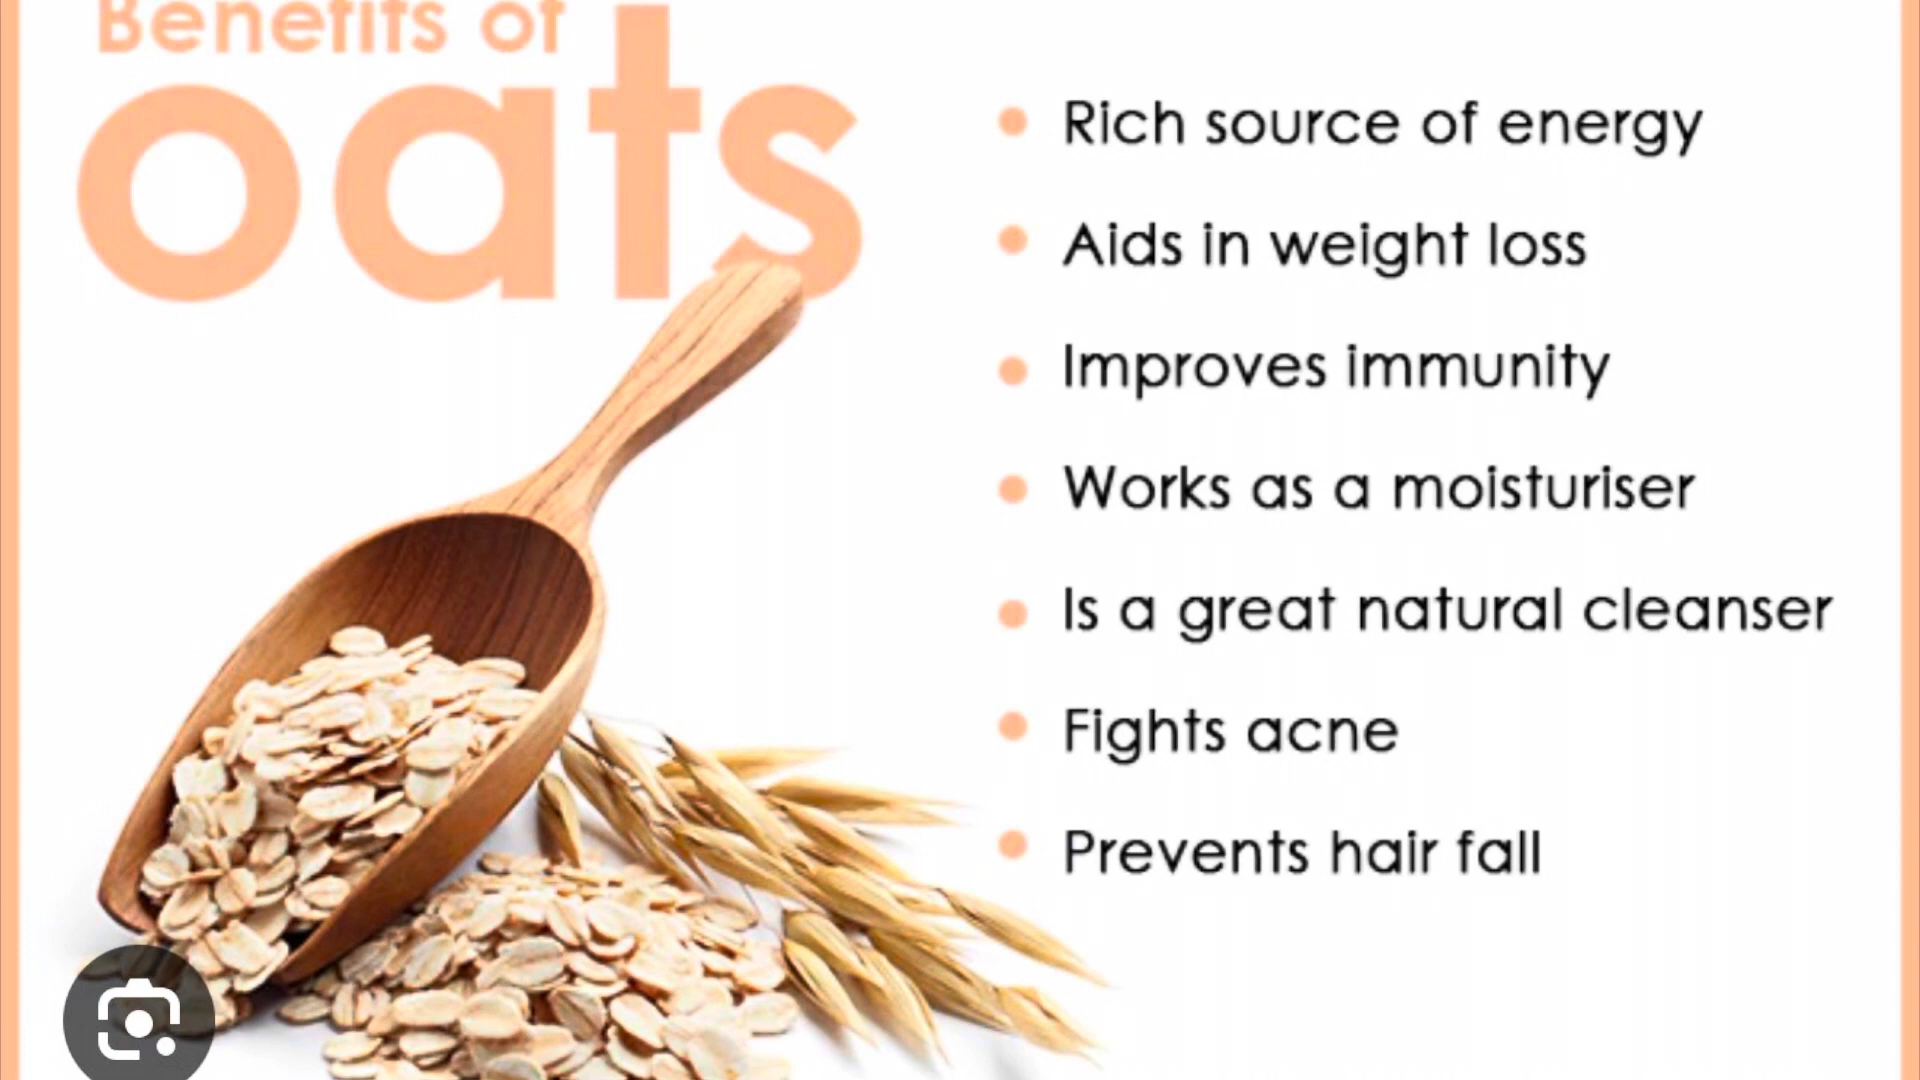 Benefits of
oats
Rich source of energy
Aids in weight loss
Improves immunity
Works as a moisturiser
Is a great natural cleanser
Fights acne
Prevents hair fall